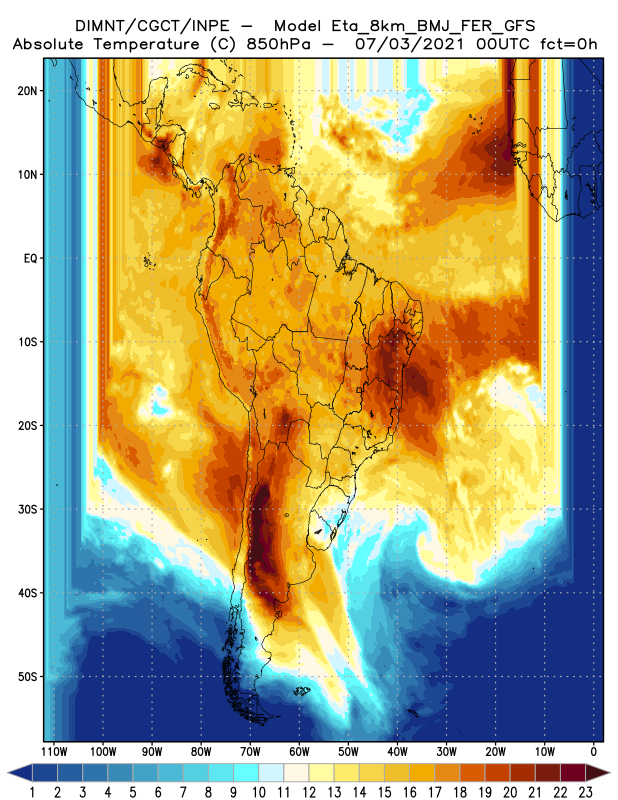 DIMNT/CGCT/INPE - Model Eta_8km_BMJ_FER_GFS
Absolute Temperature (C) 850hPa - 07/03/2021 00UTC fct=0h
20N
10N
EQ
10S
20S
30S
40S
50S
110W 100W 90W 80W 70W 60W 50W 40W 30W 20W 10W 0
1 2 3 4 5 6 7 8 9 10 11 12 13 14 15 16 17 18 19 20 21 22 23